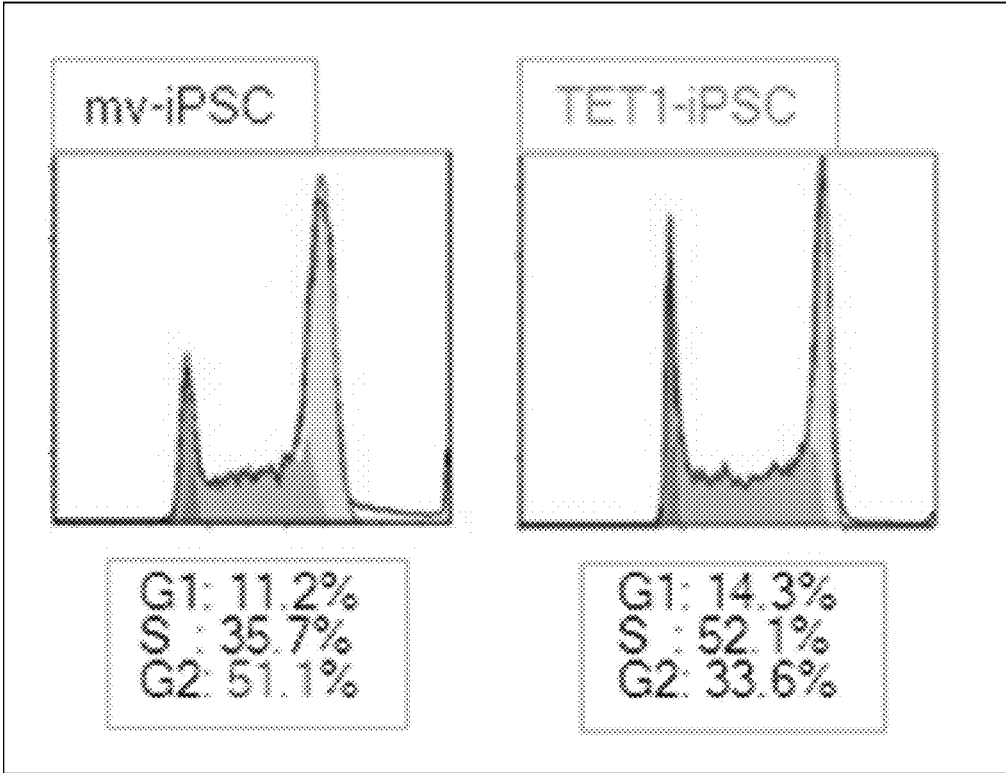 mv-iPSC
TET1-iPSC
G1: 11.2%
S : 35.7%
G2: 51.1%
G1: 14.3%
S : 52.1%
G2: 33.6%